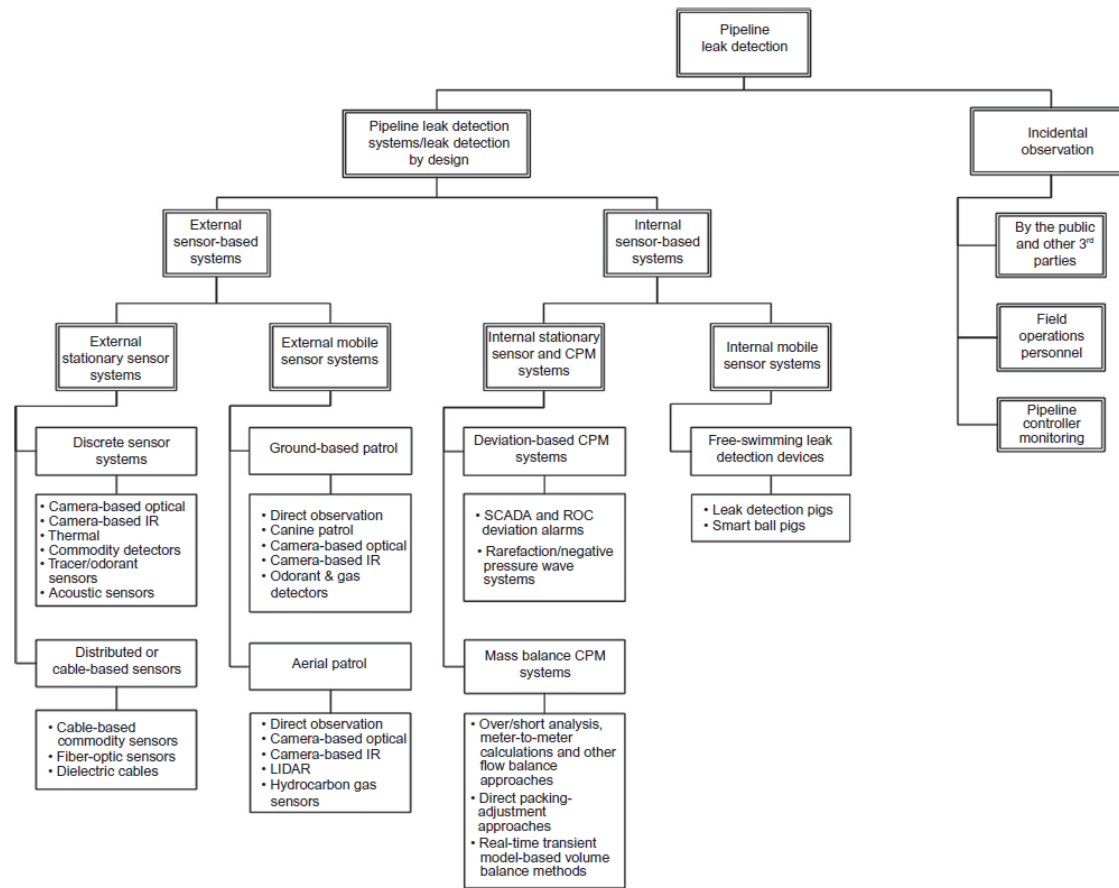 Pipeline
leak detection
Pipeline leak detection
systems/leak detection
by design
Incidental
observation
External
sensor-based
systems
Internal
sensor-based
systems
By the public
and other 3rd
parties
Field
operations
personnel
Pipeline
controller
monitoring
External
stationary sensor
systems
External mobile
sensor systems
Internal stationary
sensor and CPM
systems
Internal mobile
sensor systems
Discrete sensor
systems
• Camera-based optical
• Camera-based IR
• Thermal
• Commodity detectors
• Tracer/odorant
sensors
• Acoustic sensors
Distributed or
cable-based sensors
• Cable-based
commodity sensors
• Fiber-optic sensors
• Dielectric cables
Ground-based patrol
• Direct observation
• Canine patrol
• Camera-based optical
• Camera-based IR
• Odorant & gas
detectors
Aerial patrol
• Direct observation
• Camera-based optical
• Camera-based IR
• LIDAR
• Hydrocarbon gas
sensors
Deviation-based CPM
systems
• SCADA and ROC
deviation alarms
• Rarefaction/negative
pressure wave
systems
Mass balance CPM
systems
• Over/short analysis,
meter-to-meter
calculations and other
flow balance
approaches
• Direct packing-
adjustment
approaches
• Real-time transient
model-based volume
balance methods
Free-swimming leak
detection devices
• Leak detection pigs
• Smart ball pigs